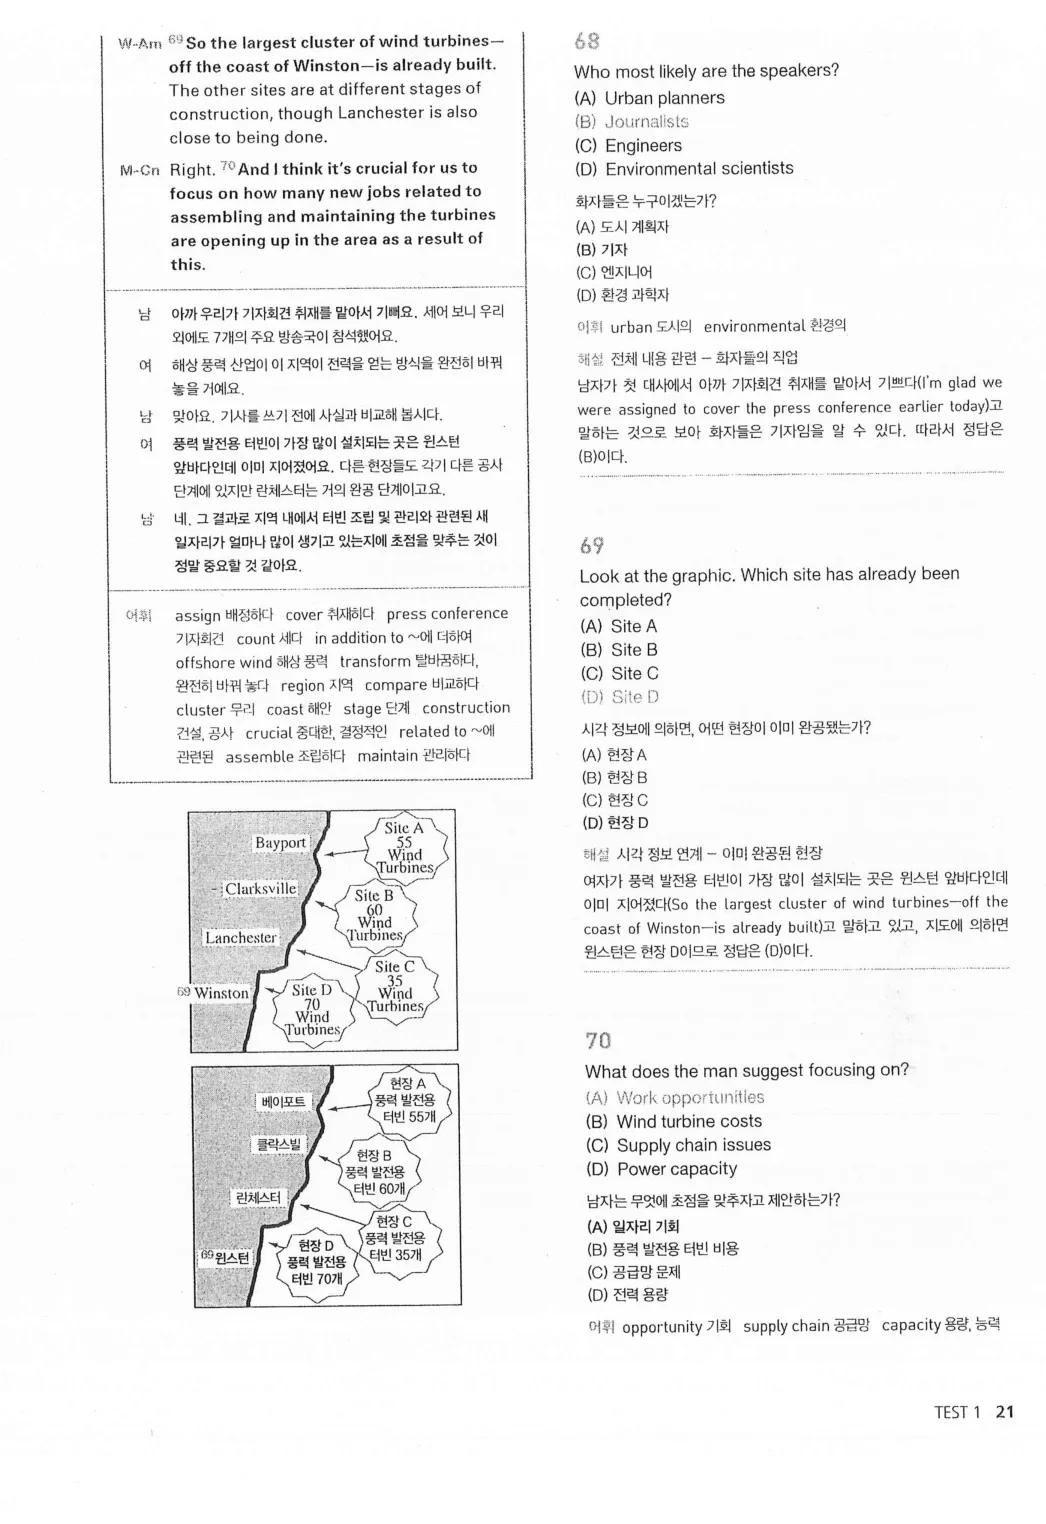 W-Am 69So the largest cluster of wind turbines—
off the coast of Winston—is already built.
The other sites are at different stages of
construction, though Lanchester is also
close to being done.
M-Cn Right. 70And I think it's crucial for us to
focus on how many new jobs related to
assembling and maintaining the turbines
are opening up in the area as a result of
this.
남 아까 우리가 기자회견 취재를 맡아서 기뻐요. 세어 보니 우리
외에도 7개의 주요 방송국이 참석했어요.
여 해상 풍력 산업이 이 지역이 전력을 얻는 방식을 완전히 바꿔
놓을 거예요.
남 맞아요. 기사를 쓰기 전에 사실과 비교해 봅시다.
여 풍력 발전용 터빈이 가장 많이 설치되는 곳은 윈스턴
앞바다인데 이미 지어졌어요. 다른 현장들도 각기 다른 공사
단계에 있지만 란체스터는 거의 완공 단계이고요.
남 네. 그 결과로 지역 내에서 터빈 조립 및 관리와 관련된 새
일자리가 얼마나 많이 생기고 있는지에 초점을 맞추는 것이
정말 중요할 것 같아요.
어휘 assign 배정하다 cover 취재하다 press conference
기자회견 count 세다 in addition to ~에 더하여
offshore wind 해상 풍력 transform 탈바꿈하다,
완전히 바꿔 놓다 region 지역 compare 비교하다
cluster 무리 coast 해안 stage 단계 construction
건설, 공사 crucial 중대한, 결정적인 related to ~에
관련된 assemble 조립하다 maintain 관리하다
Bayport
Clarksville
Lanchester
69 Winston
Site A
55
Wind
Turbines
Site B
60
Wind
Turbines
Site C
35
Wind
Turbines
Site D
70
Wind
Turbines
베이포트
클락스빌
린체스터
69윈스턴
현장 A
풍력 발전용
터빈 55개
현장 B
풍력 발전용
터빈 60개
현장 C
풍력 발전용
터빈 35개
현장 D
풍력 발전용
터빈 70개
68
Who most likely are the speakers?
(A) Urban planners
(B) Journalists
(C) Engineers
(D) Environmental scientists
화자들은 누구이겠는가?
(A) 도시 계획자
(B) 기자
(C) 엔지니어
(D) 환경 과학자
어휘 urban 도시의 environmental 환경의
해설 전체 내용 관련 – 화자들의 직업
남자가 첫 대사에서 아까 기자회견 취재를 맡아서 기쁘다(I'm glad we
were assigned to cover the press conference earlier today)고
말하는 것으로 보아 화자들은 기자임을 알 수 있다. 따라서 정답은
(B)이다.
69
Look at the graphic. Which site has already been
completed?
(A) Site A
(B) Site B
(C) Site C
(D) Site D
시각 정보에 의하면, 어떤 현장이 이미 완공됐는가?
(A) 현장 A
(B) 현장 B
(C) 현장 C
(D) 현장 D
해설 시각 정보 연계 – 이미 완공된 현장
여자가 풍력 발전용 터빈이 가장 많이 설치되는 곳은 윈스턴 앞바다인데
이미 지어졌다(So the largest cluster of wind turbines—off the
coast of Winston—is already built)고 말하고 있고, 지도에 의하면
윈스턴은 현장 D이므로 정답은 (D)이다.
70
What does the man suggest focusing on?
(A) Work opportunities
(B) Wind turbine costs
(C) Supply chain issues
(D) Power capacity
남자는 무엇에 초점을 맞추자고 제안하는가?
(A) 일자리 기회
(B) 풍력 발전용 터빈 비용
(C) 공급망 문제
(D) 전력 용량
어휘 opportunity 기회 supply chain 공급망 capacity 용량, 능력
TEST 1 21